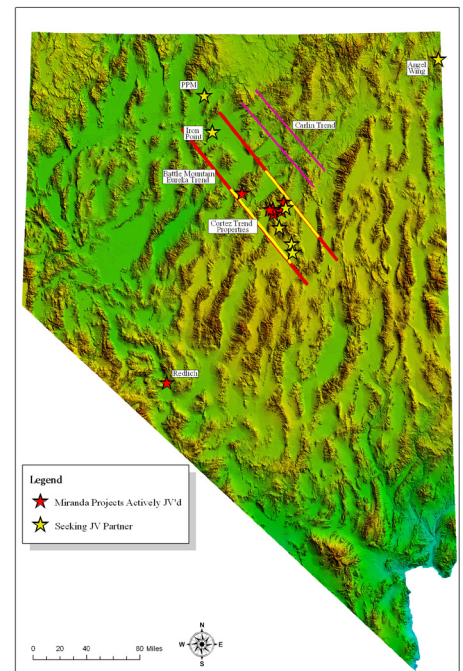 Angel
Wing
PPM
Carlin Trend
Iron
Point
Battle Mountain
Eureka Trend
Cortez Trend
Properties
Redlich
Legend
Miranda Projects Actively JV'd
Seeking JV Partner
N
W
E
S
0 20 40 80 Miles